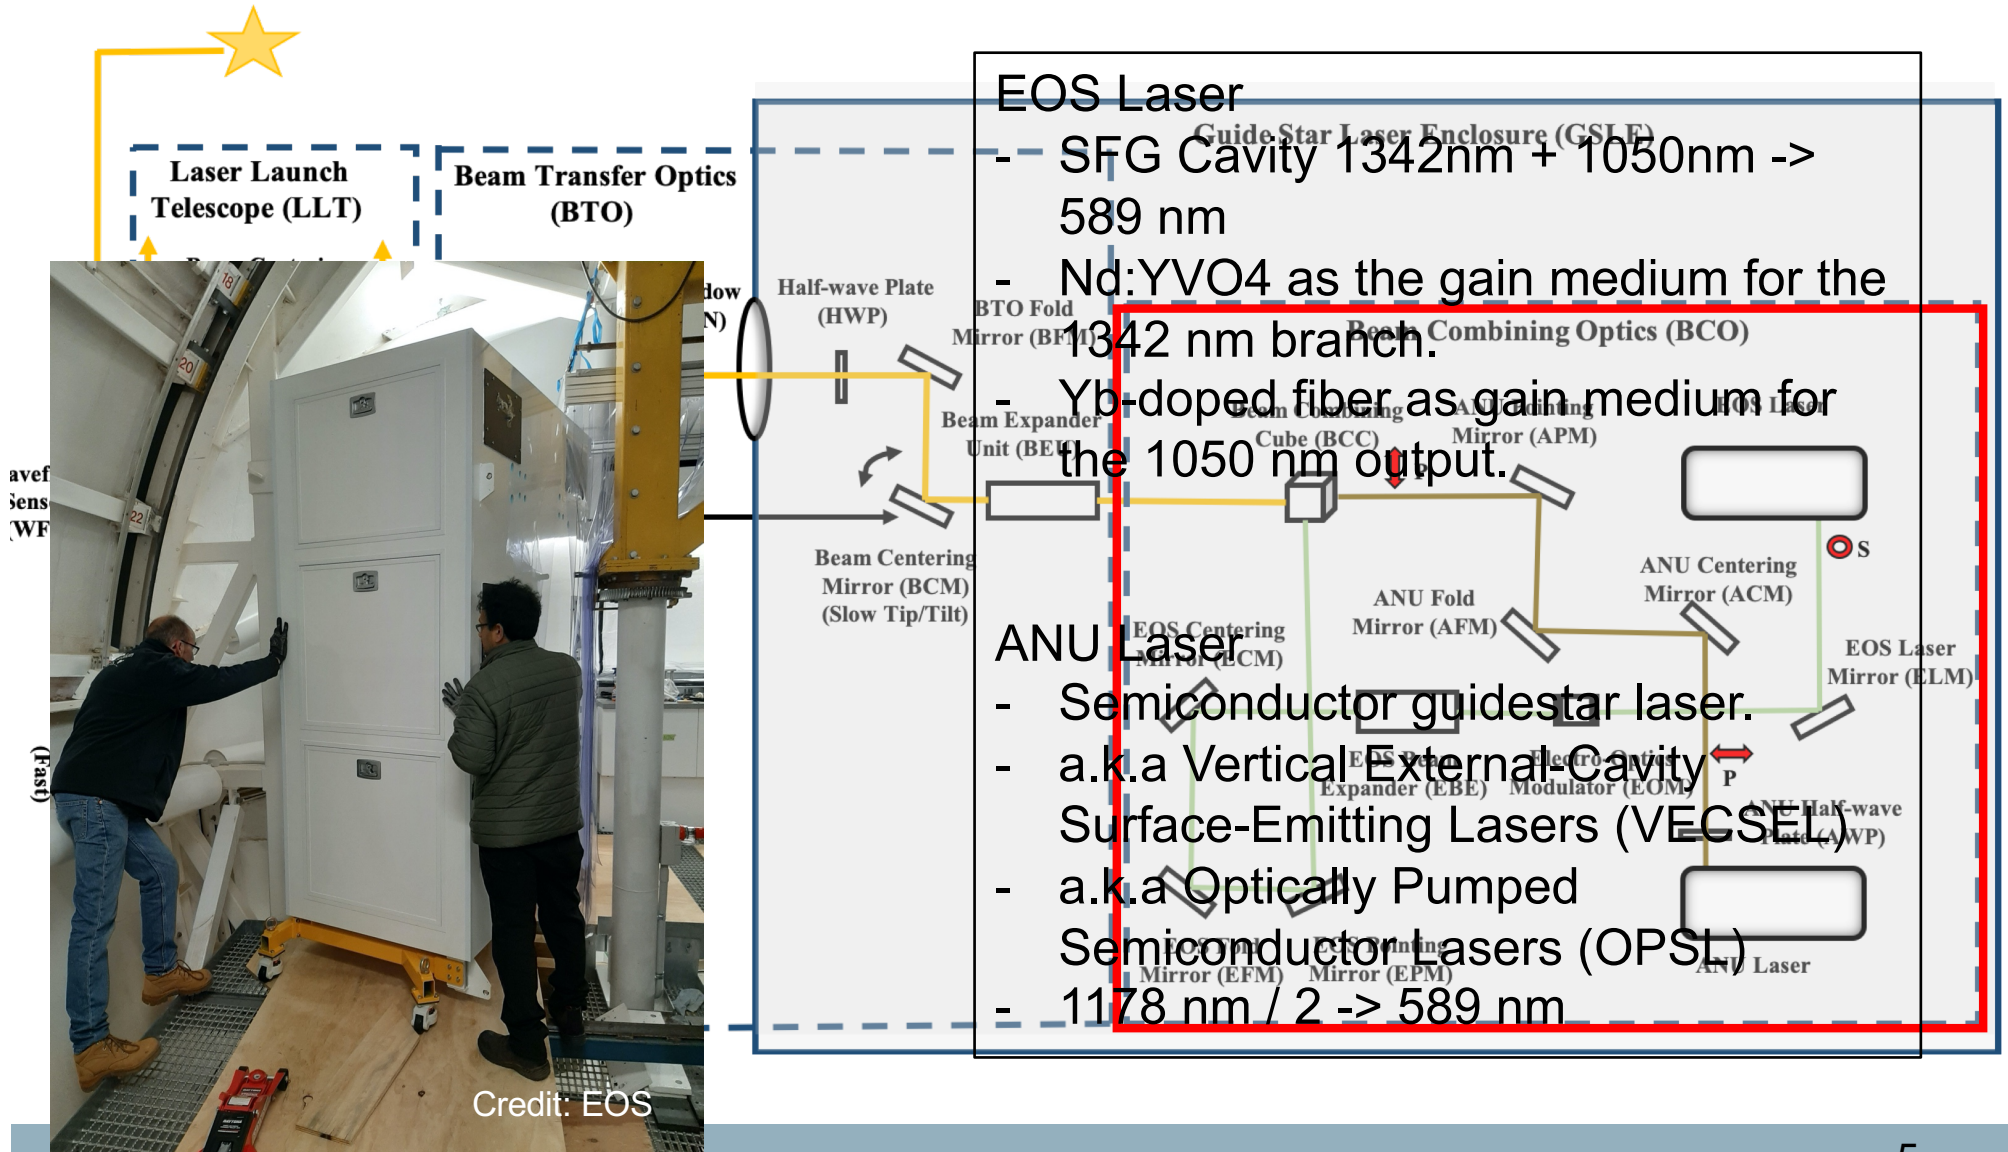 EOS Laser
- SFG Cavity 1342nm + 1050nm ->
589 nm
- Nd:YVO4 as the gain medium for the
1342 nm branch.
- Yb-doped fiber as gain medium for
the 1050 nm output.
ANU Laser
- Semiconductor guidestar laser.
- a.k.a Vertical External-Cavity
Surface-Emitting Lasers (VECSEL)
- a.k.a Optically Pumped
Semiconductor Lasers (OPSL)
- 1178 nm / 2 -> 589 nm
Guide Star Laser Enclosure (GSLE)
Laser Launch
Telescope (LLT)
Beam Transfer Optics
(BTO)
Half-wave Plate
(HWP)
BTO Fold
Mirror (BFM)
Beam Expander
Unit (BEU)
Beam Centering
Mirror (BCM)
(Slow Tip/Tilt)
Beam Combining Optics (BCO)
Beam Combining
Cube (BCC)
P
ANU Pointing
Mirror (APM)
EOS Laser
S
ANU Centering
Mirror (ACM)
ANU Fold
Mirror (AFM)
EOS Centering
Mirror (ECM)
EOS Laser
Mirror (ELM)
EOS Beam
Expander (EBE)
Electro-Optics
Modulator (EOM)
P
ANU Half-wave
Plate (AWP)
EOS Fold
Mirror (EFM)
EOS Pointing
Mirror (EPM)
ANU Laser
(Fast)
18
20
22
Credit: EOS